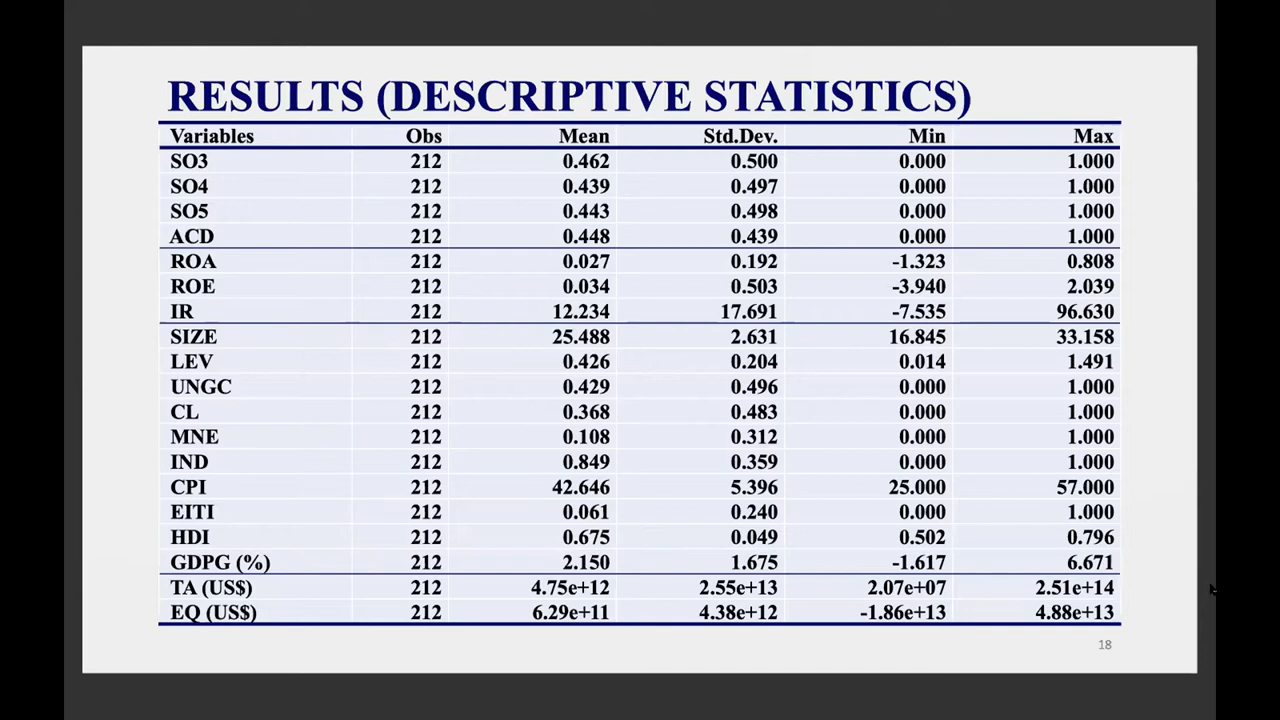 RESULTS (DESCRIPTIVE STATISTICS)
Variables Obs Mean Std.Dev. Min Max
SO3 212 0.462 0.500 0.000 1.000
SO4 212 0.439 0.497 0.000 1.000
SO5 212 0.443 0.498 0.000 1.000
ACD 212 0.448 0.439 0.000 1.000
ROA 212 0.027 0.192 -1.323 0.808
ROE 212 0.034 0.503 -3.940 2.039
IR 212 12.234 17.691 -7.535 96.630
SIZE 212 25.488 2.631 16.845 33.158
LEV 212 0.426 0.204 0.014 1.491
UNGC 212 0.429 0.496 0.000 1.000
CL 212 0.368 0.483 0.000 1.000
MNE 212 0.108 0.312 0.000 1.000
IND 212 0.849 0.359 0.000 1.000
CPI 212 42.646 5.396 25.000 57.000
EITI 212 0.061 0.240 0.000 1.000
HDI 212 0.675 0.049 0.502 0.796
GDPG (%) 212 2.150 1.675 -1.617 6.671
TA (US$) 212 4.75e+12 2.55e+13 2.07e+07 2.51e+14
EQ (US$) 212 6.29e+11 4.38e+12 -1.86e+13 4.88e+13
18